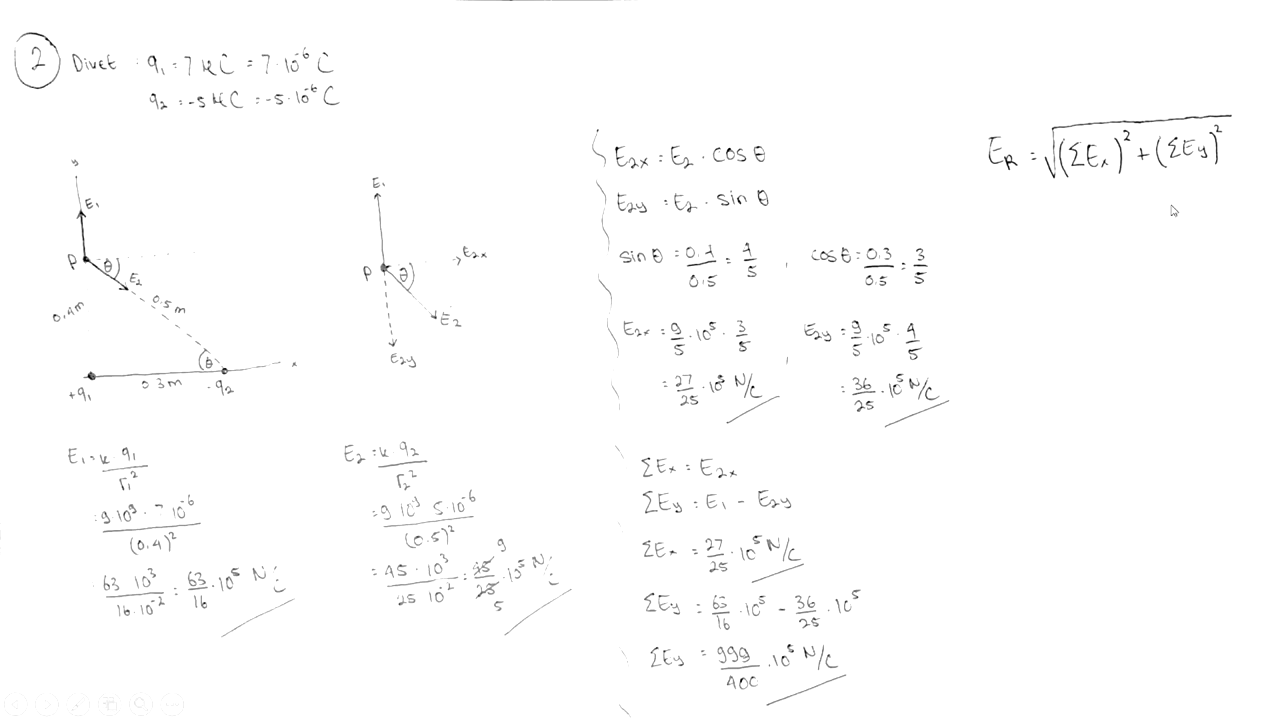 2
Divet : q₁ = 7 μC = 7·10⁻⁶ C
q₂ = -5 μC = -5·10⁻⁶ C
y
E₁
P
θ
E₂
0.4m
0.5m
θ
x
0.3m
+q₁
-q₂
E₁
E₂ₓ
P
θ
E₂
E₂y
E₁ = k q₁ / r₁²
= 9 10⁹ · 7 10⁻⁶ / (0.4)²
63 10³ / 16·10⁻² = 63/16 · 10⁵ N/C
E₂ = k q₂ / r₂²
= 9 10⁹ 5·10⁻⁶ / (0.5)²
= 45 · 10³ / 25 10⁻² = 45/25 · 10⁵ N/C
9
5
E₂ₓ = E₂ · cos θ
E₂y = E₂ · sin θ
sin θ = 0.4/0.5 = 4/5 , cos θ = 0.3/0.5 = 3/5
E₂ₓ = 9/5 · 10⁵ · 3/5 , E₂y = 9/5 · 10⁵ · 4/5
= 27/25 · 10⁵ N/C
= 36/25 · 10⁵ N/C
ΣEₓ = E₂ₓ
ΣEy = E₁ - E₂y
ΣEₓ = 27/25 · 10⁵ N/C
ΣEy = 63/16 · 10⁵ - 36/25 · 10⁵
ΣEy = 999/400 · 10⁵ N/C
E_R = √((ΣEₓ)² + (ΣEy)²)